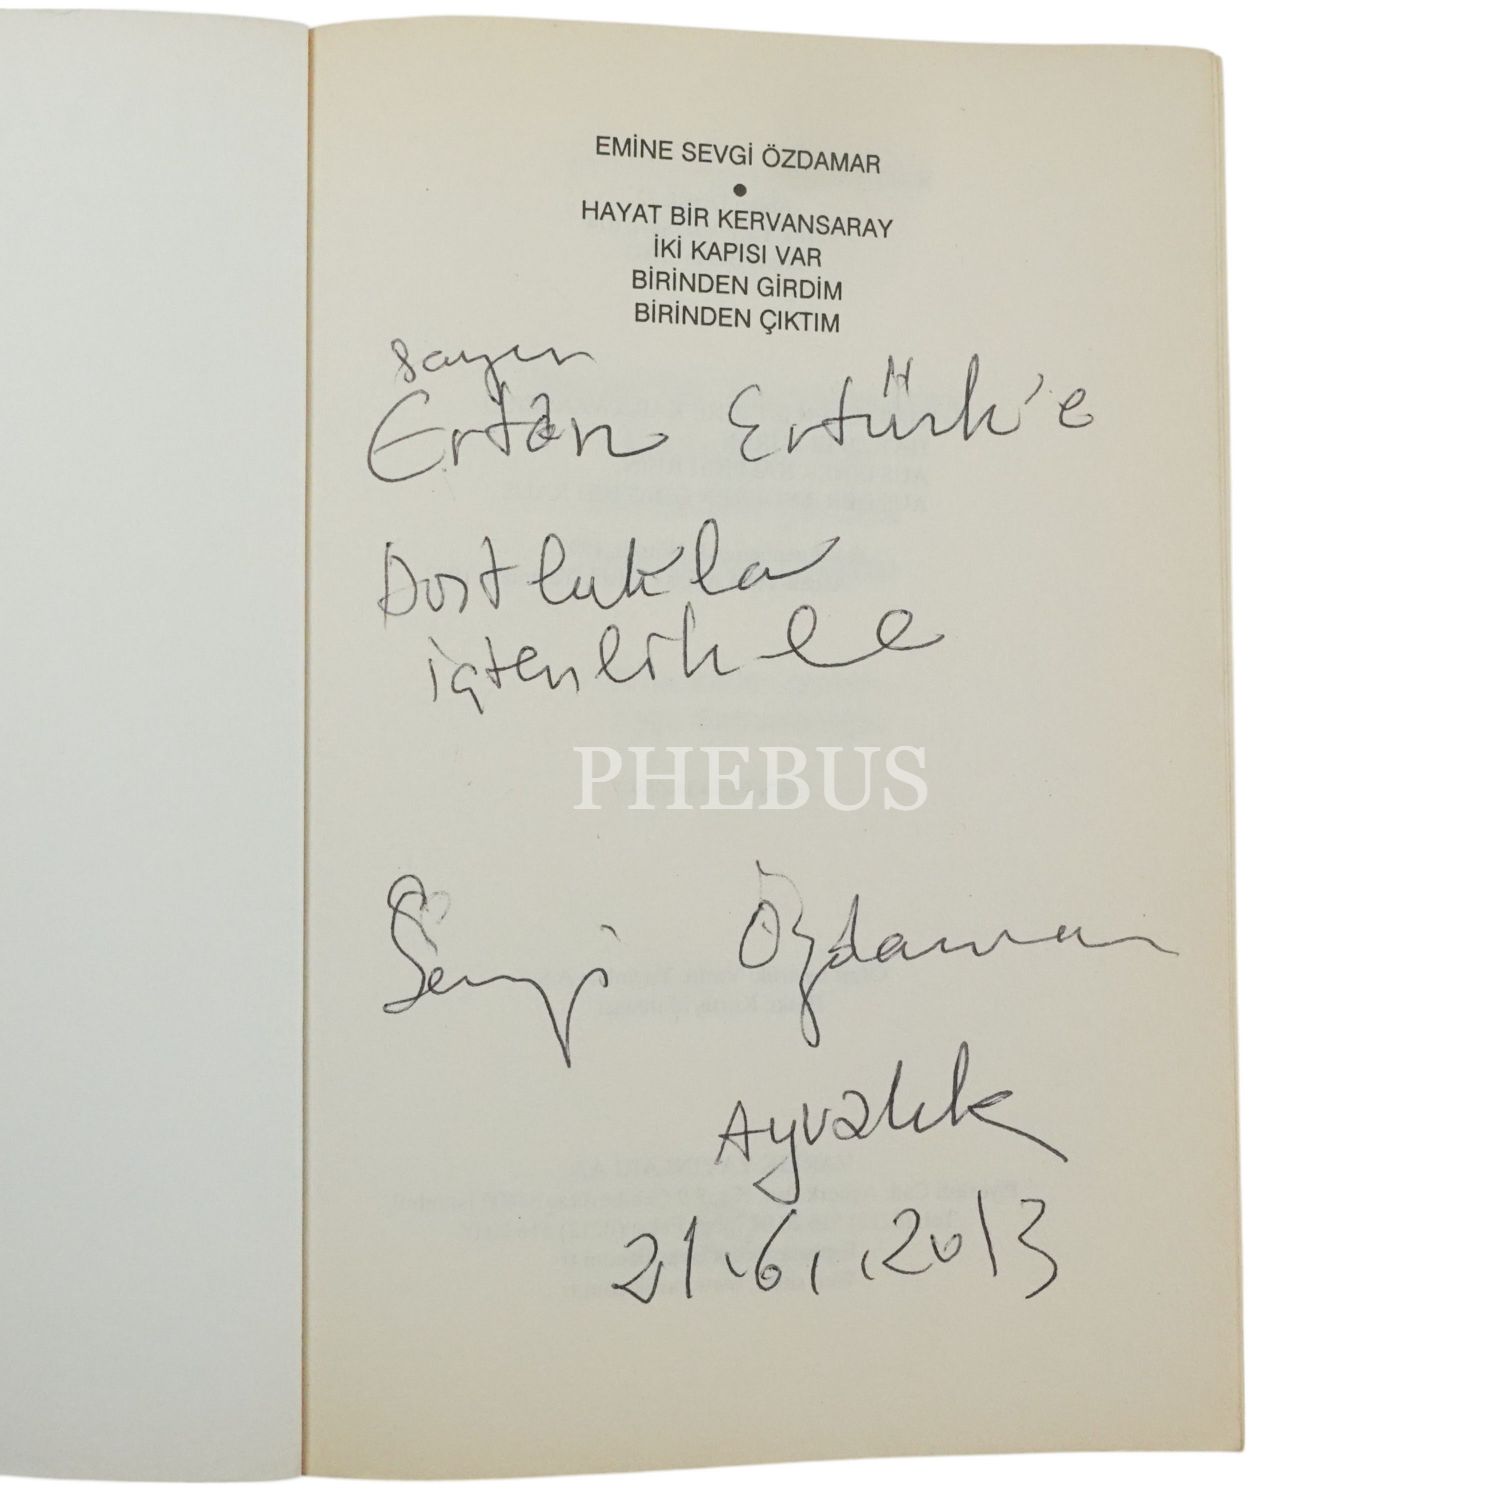 EMİNE SEVGİ ÖZDAMAR
●
HAYAT BİR KERVANSARAY
İKİ KAPISI VAR
BİRİNDEN GİRDİM
BİRİNDEN ÇIKTIM
Sayın
Ertan Ertürk'e
Dostlukla
içtenlikle
PHEBUS
Sevgi Özdamar
Ayvalık
21.6.2013